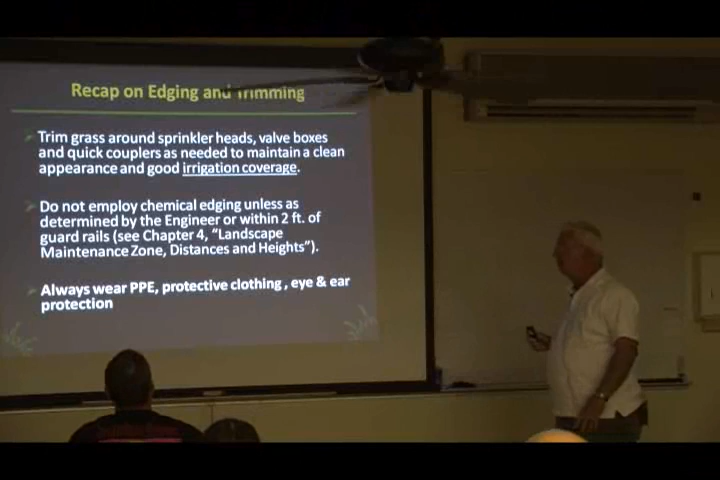 Recap on Edging and Trimming
Trim grass around sprinkler heads, valve boxes
and quick couplers as needed to maintain a clean
appearance and good irrigation coverage.
Do not employ chemical edging unless as
determined by the Engineer or within 2 ft. of
guard rails (see Chapter 4, “Landscape
Maintenance Zone, Distances and Heights”).
Always wear PPE, protective clothing , eye & ear
protection